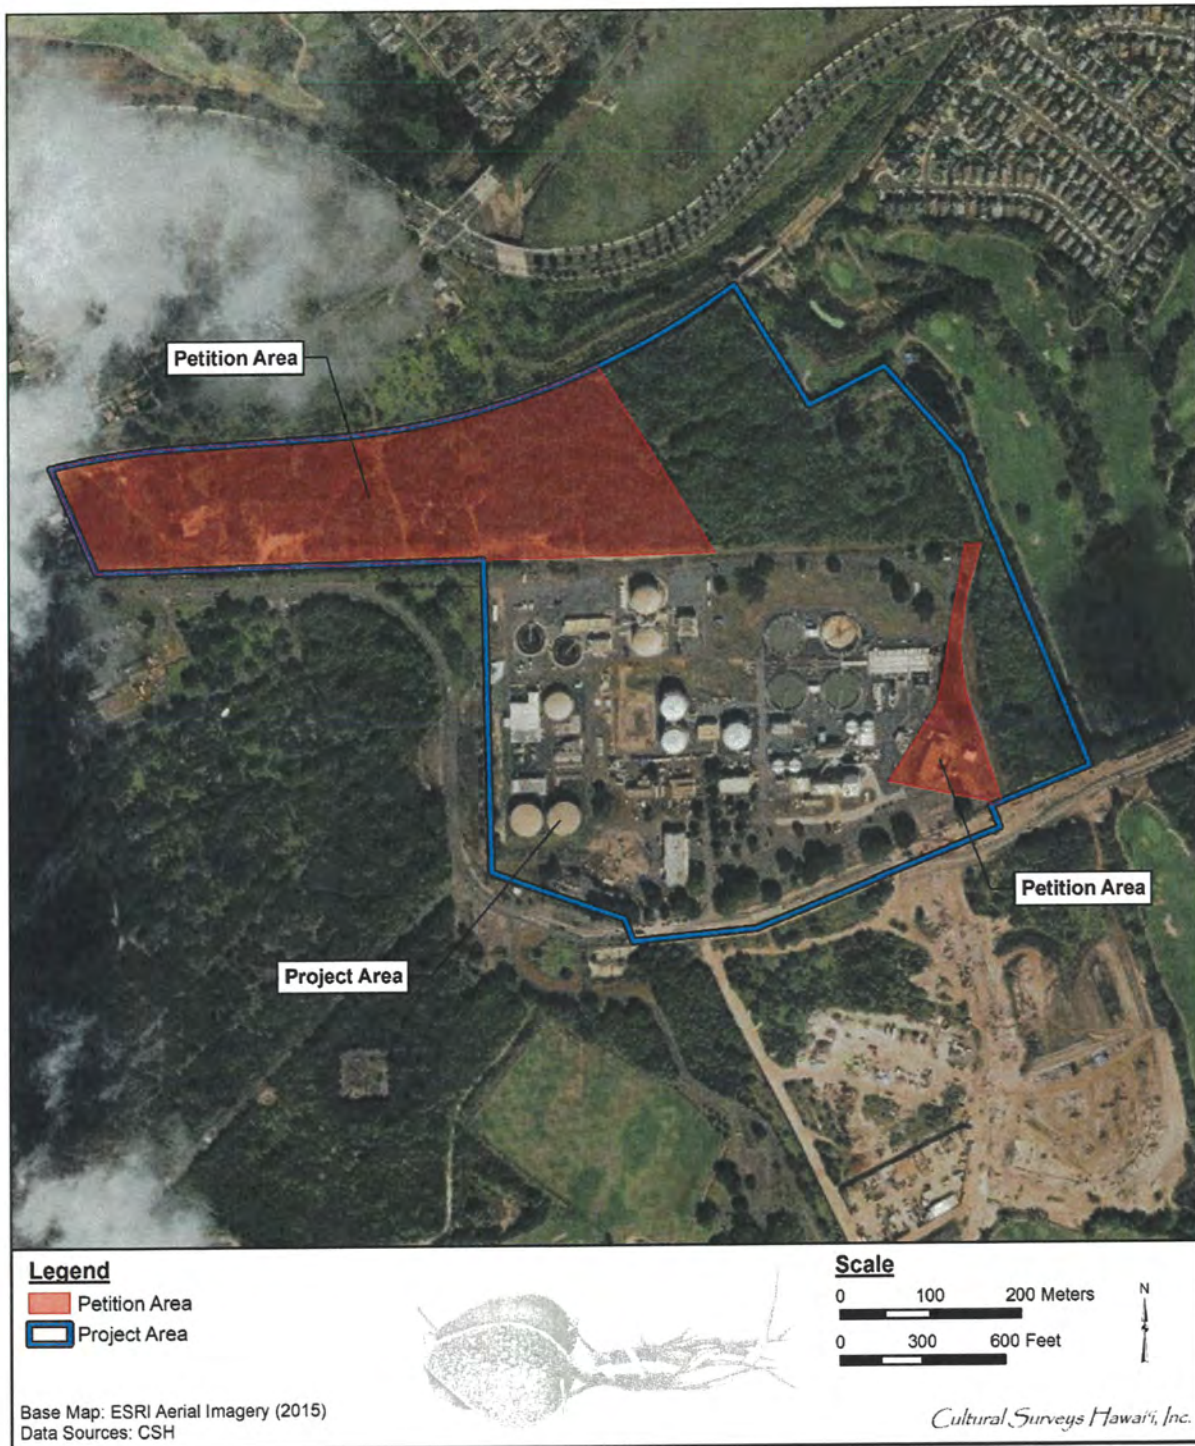 Petition Area
Petition Area
Project Area
Legend
Petition Area
Project Area
Scale
0 100 200 Meters
0 300 600 Feet
N
Base Map: ESRI Aerial Imagery (2015)
Data Sources: CSH
Cultural Surveys Hawaiʻi, Inc.